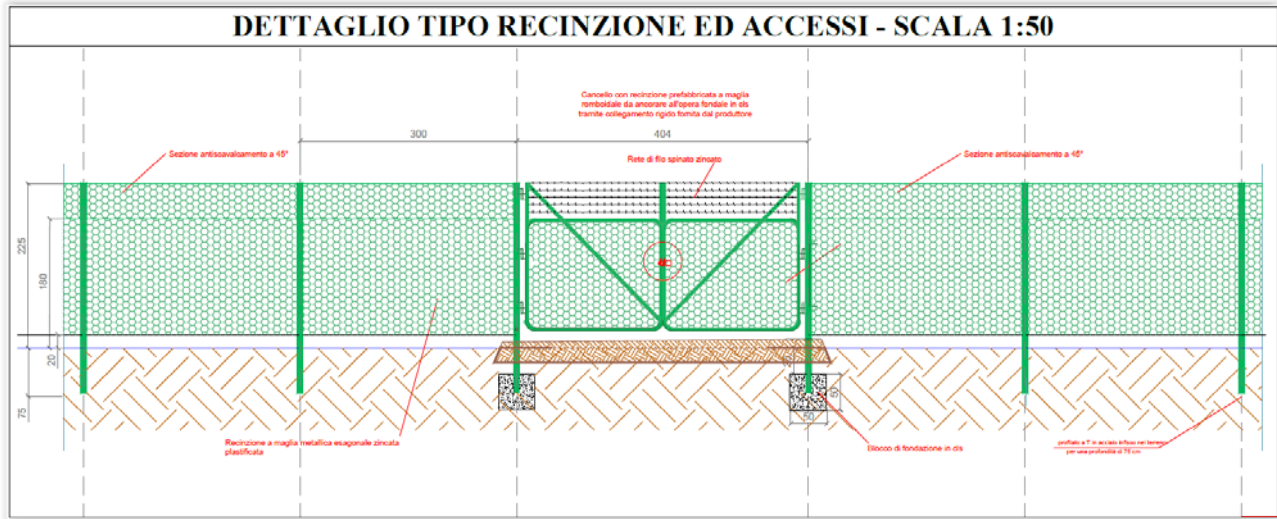 DETTAGLIO TIPO RECINZIONE ED ACCESSI - SCALA 1:50
Cancello con recinzione prefabbricata a maglia
romboidale da ancorare all'opera fondale in cls
tramite collegamento rigido fornita dal produttore
300
404
Sezione antiscavalcamento a 45°
Rete di filo spinato zincato
Sezione antiscavalcamento a 45°
225
180
20
75
50
50
Recinzione a maglia metallica esagonale zincata
plastificata
Blocco di fondazione in cls
profilato a T in acciaio infisso nel terreno
per una profondità di 75 cm